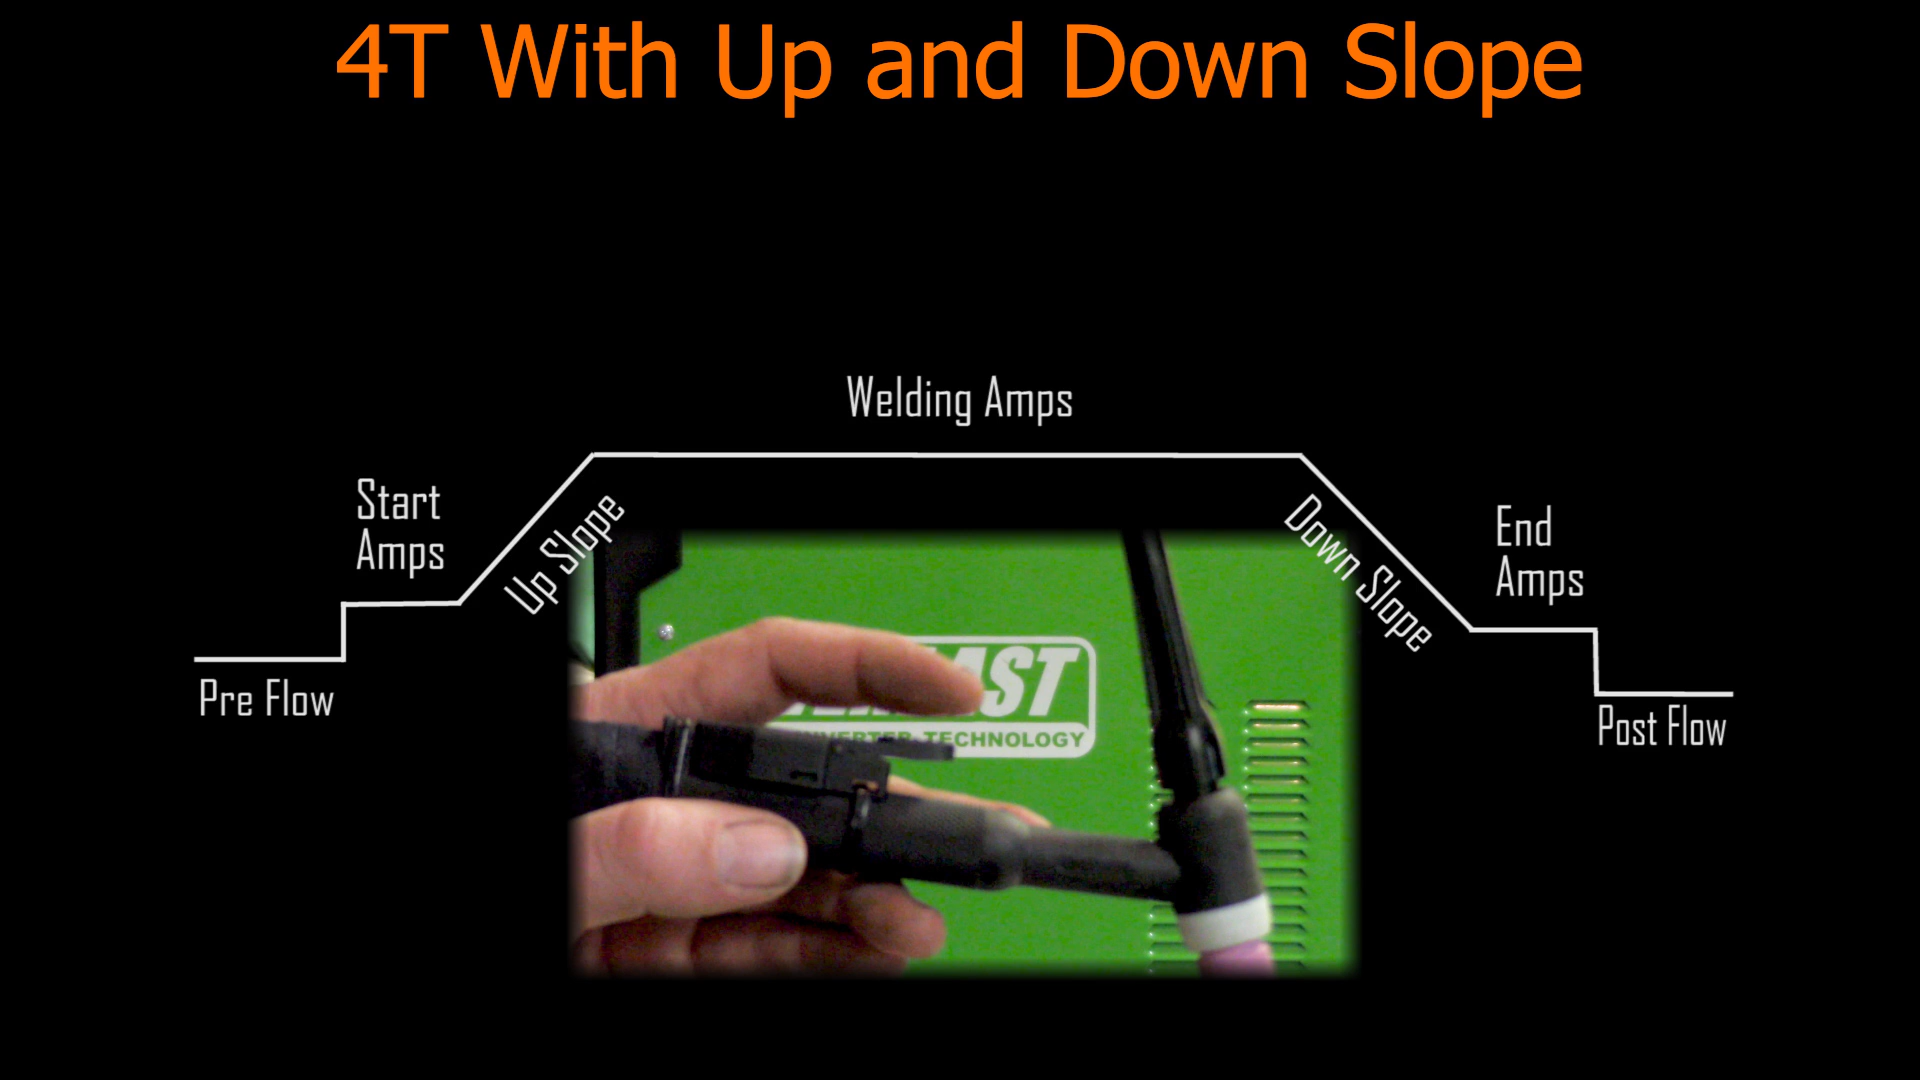 4T With Up and Down Slope
Welding Amps
Start
Amps
Up Slope
Down Slope
End
Amps
Pre Flow
Post Flow
TECHNOLOGY